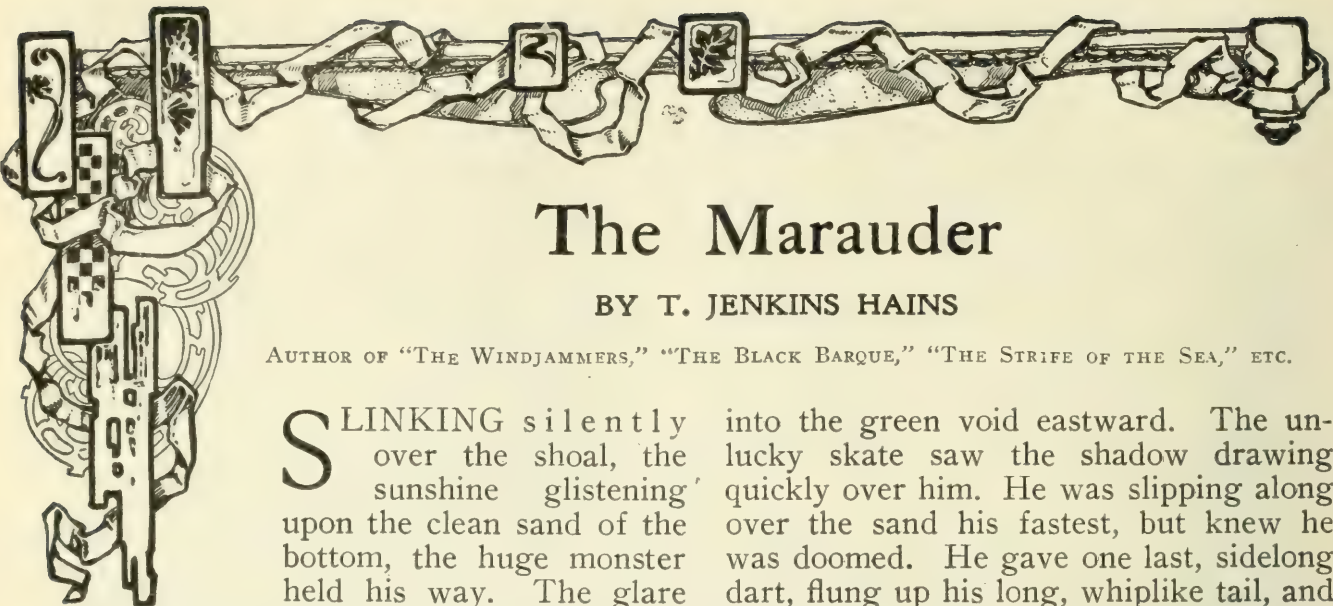 The Marauder
BY T. JENKINS HAINS
AUTHOR OF “THE WINDJAMMERS,” “THE BLACK BARQUE,” “THE STRIFE OF THE SEA,” ETC.
SLINKING silently
over the shoal, the
sunshine glistening
upon the clean sand of the
bottom, the huge monster
held his way. The glare
into the green void eastward. The un-
lucky skate saw the shadow drawing
quickly over him. He was slipping along
over the sand his fastest, but knew he
was doomed. He gave one last, sidelong
dart, flung up his long, whiplike tail, and